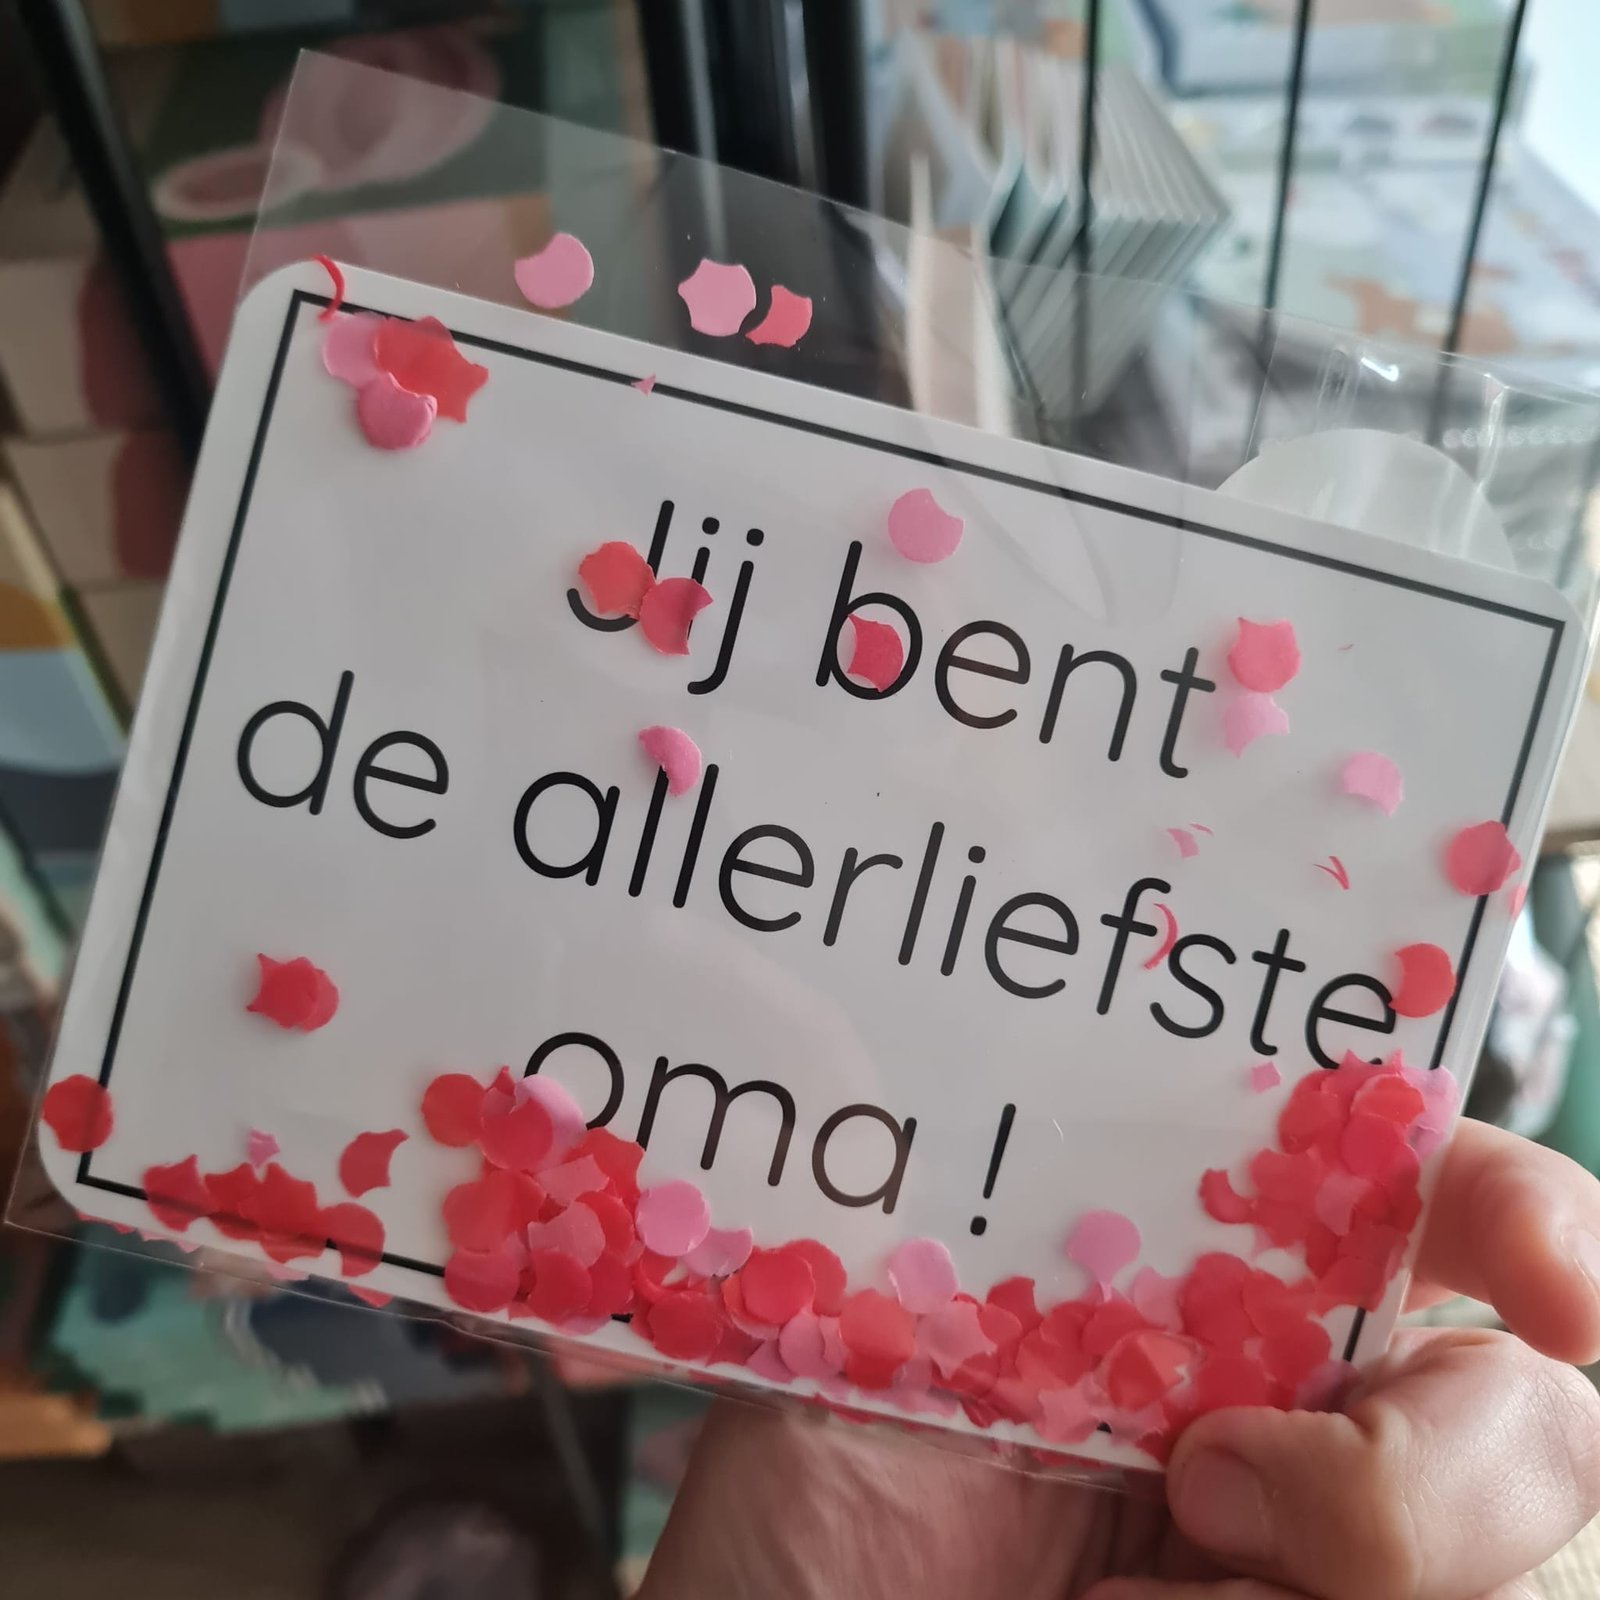 Jij bent
de allerliefste
oma !